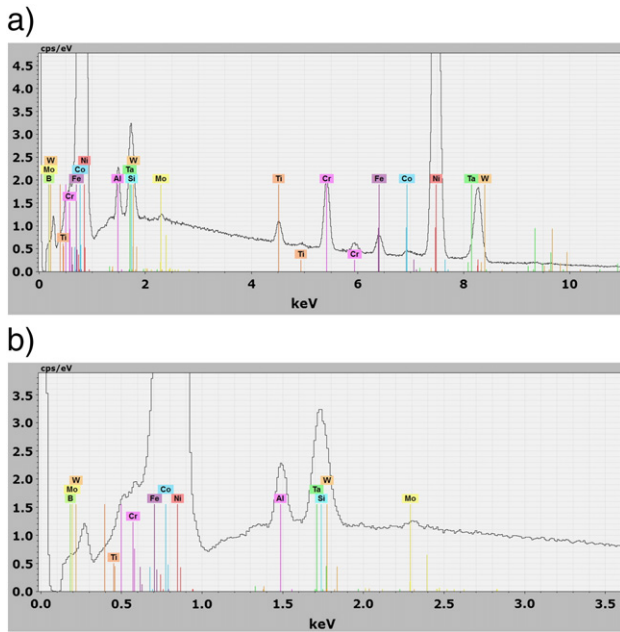 a)
cps/eV
4.5
4.0
3.5
3.0
2.5
2.0
1.5
1.0
0.5
0.0
W Ni W
Mo Co Ta
B Fe Al Si Mo Ti Cr Fe Co Ni Ta W
Cr
Ti Ti Cr
0 2 4 6 8 10
keV
b)
cps/eV
3.5
3.0
2.5
2.0
1.5
1.0
0.5
0.0
W Co W
Mo Ta
B Fe Ni Al Si Mo
Cr
Ti
0.0 0.5 1.0 1.5 2.0 2.5 3.0 3.5
keV